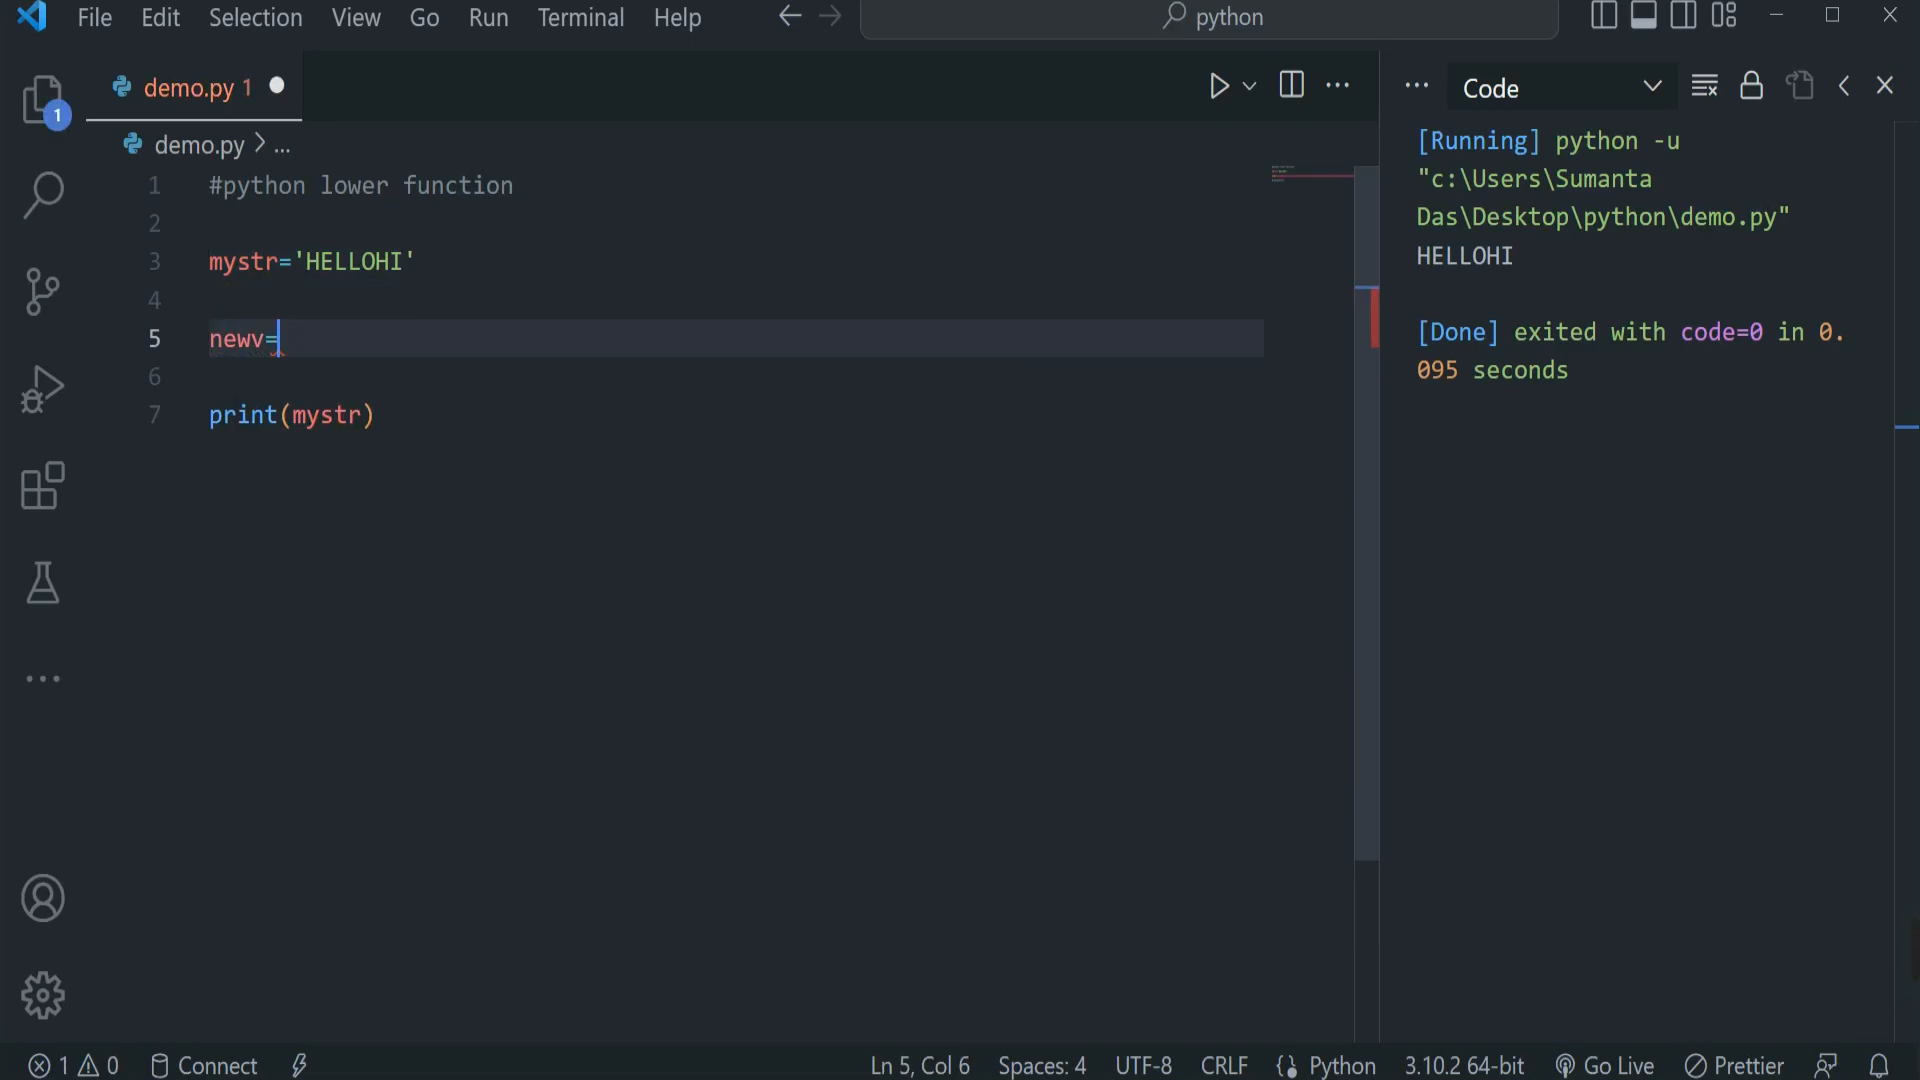 File Edit Selection View Go Run Terminal Help
python
demo.py 1
Code
1
demo.py > ...
1 #python lower function
2
3 mystr='HELLOHI'
4
5 newv=
6
7 print(mystr)
[Running] python -u
"c:\Users\Sumanta
Das\Desktop\python\demo.py"
HELLOHI
[Done] exited with code=0 in 0.
095 seconds
1 0 Connect Ln 5, Col 6 Spaces: 4 UTF-8 CRLF Python 3.10.2 64-bit Go Live Prettier